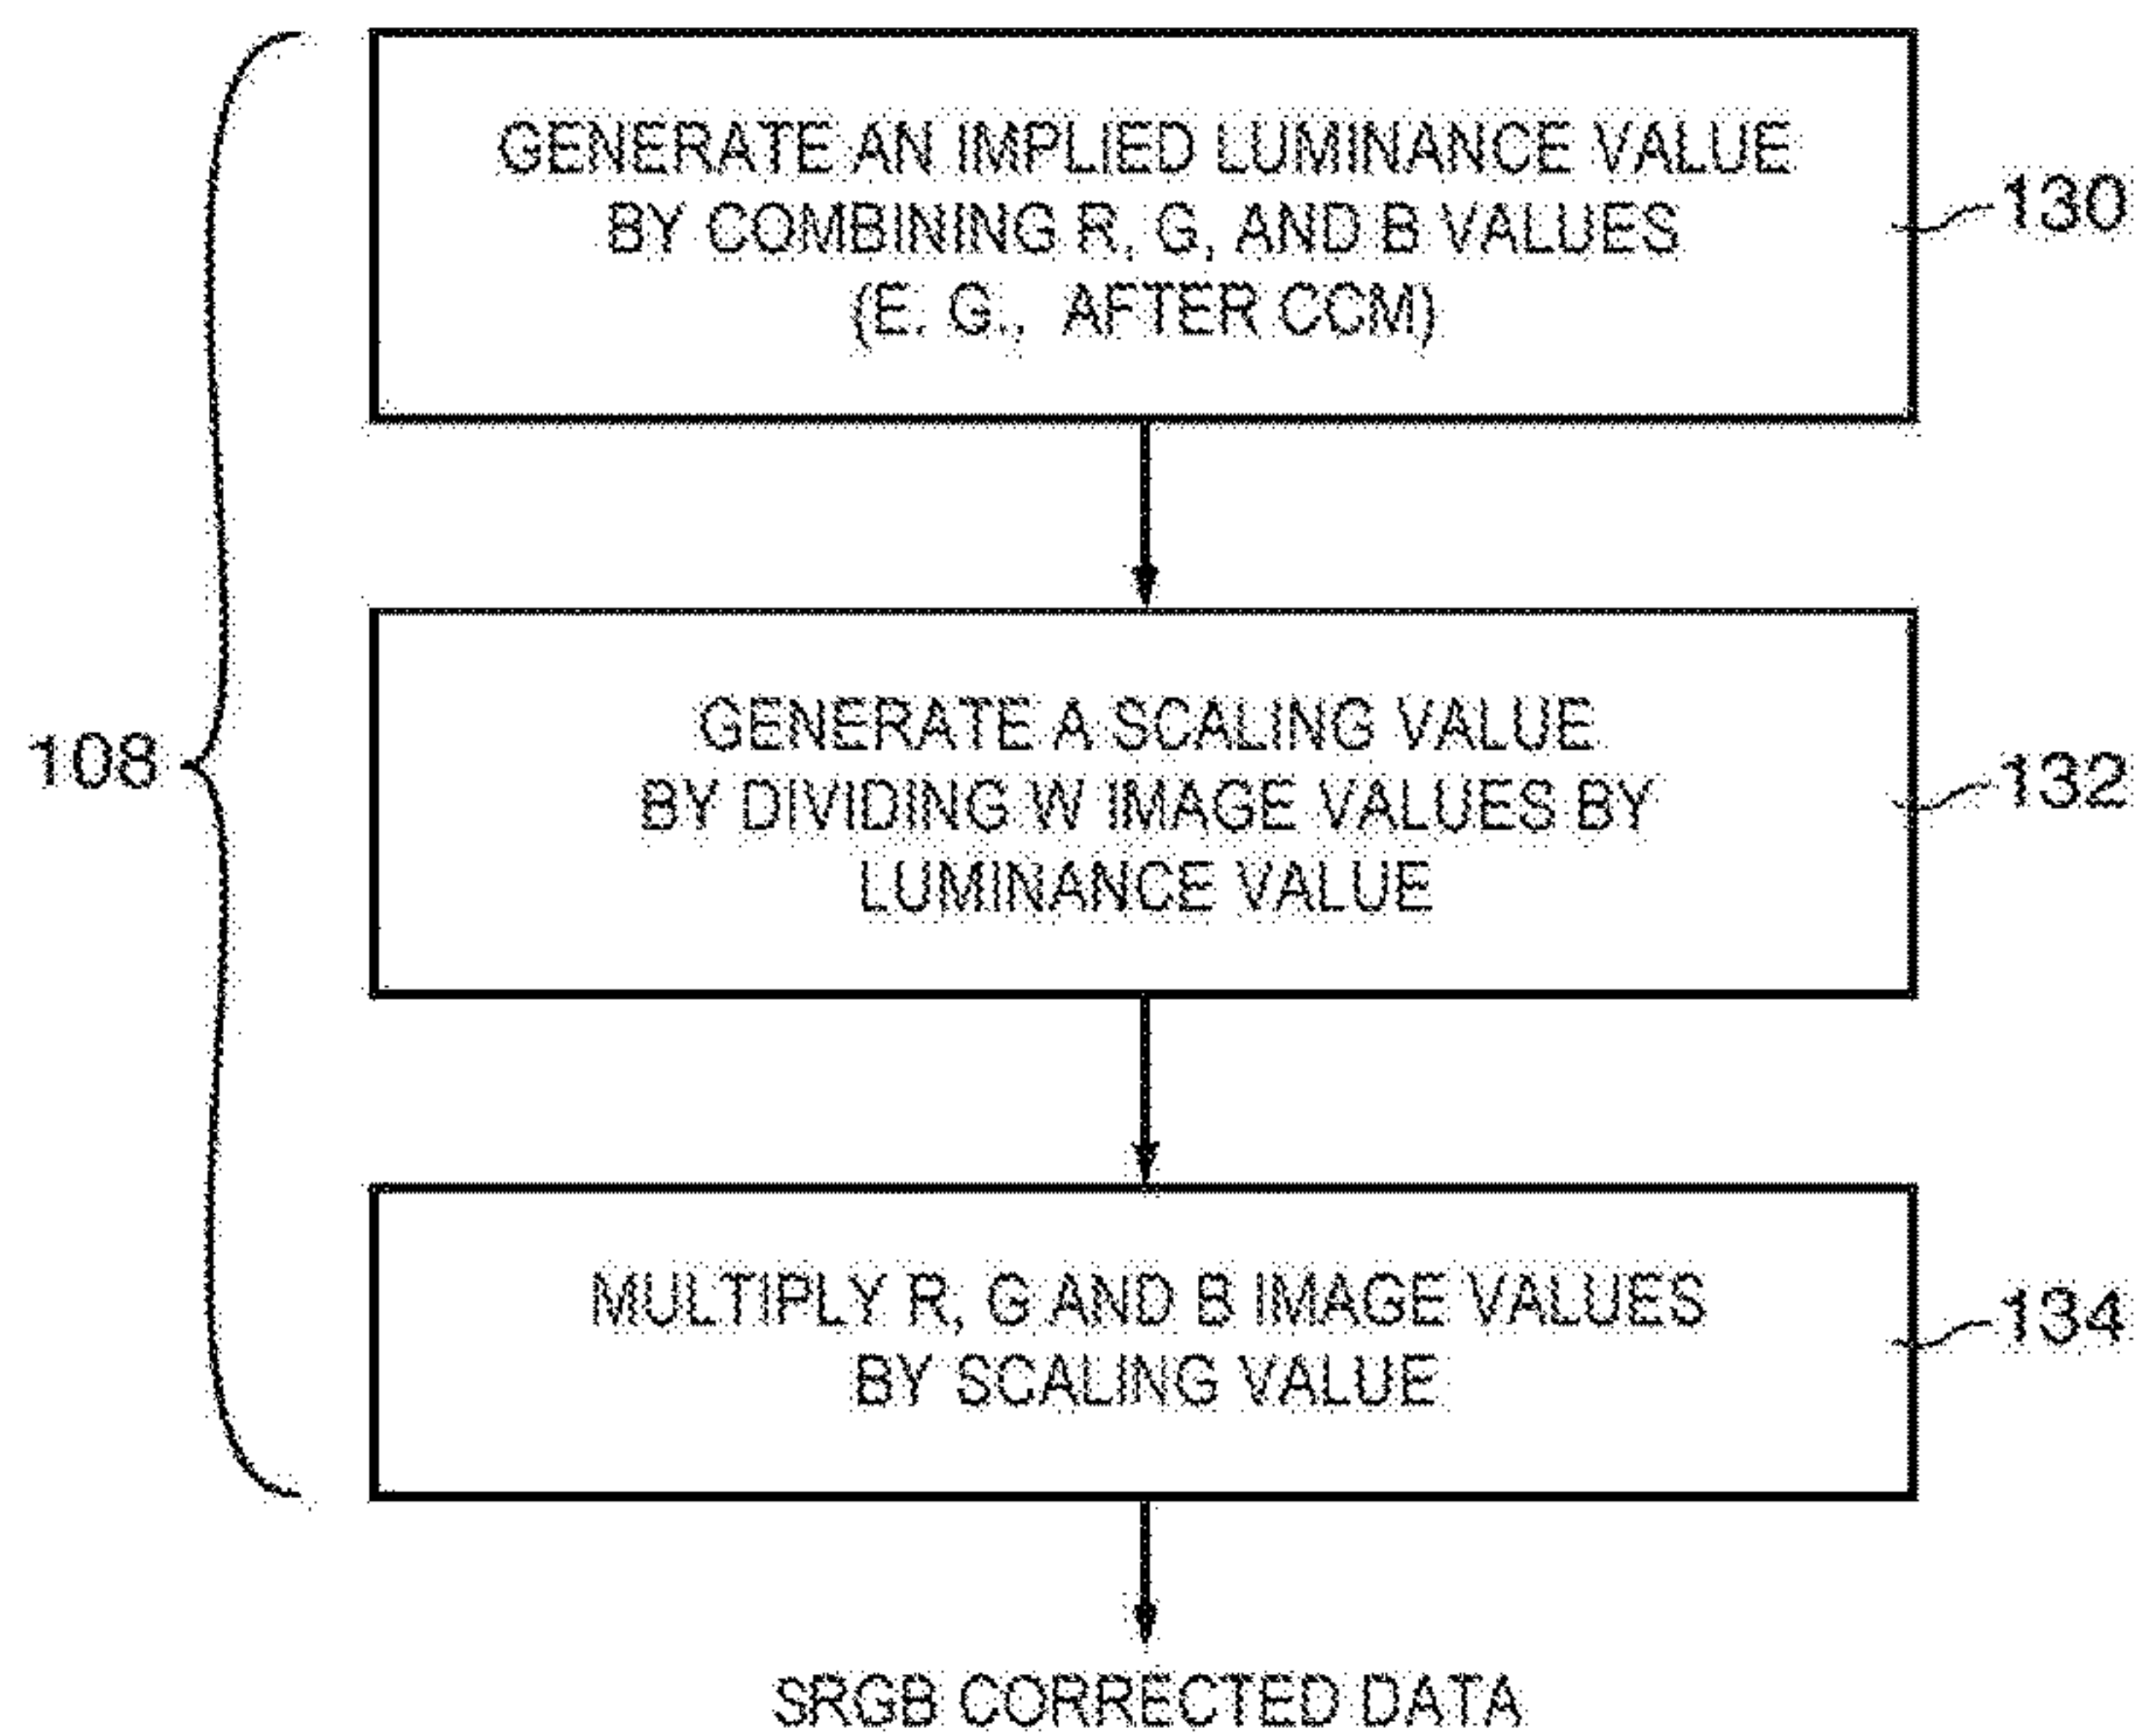 GENERATE AN IMPLIED LUMINANCE VALUE
BY COMBINING R, G, AND B VALUES
(E. G., AFTER CCM)
130
GENERATE A SCALING VALUE
BY DIVIDING W IMAGE VALUES BY
LUMINANCE VALUE
132
108
MULTIPLY R, G AND B IMAGE VALUES
BY SCALING VALUE
134
SRGB CORRECTED DATA